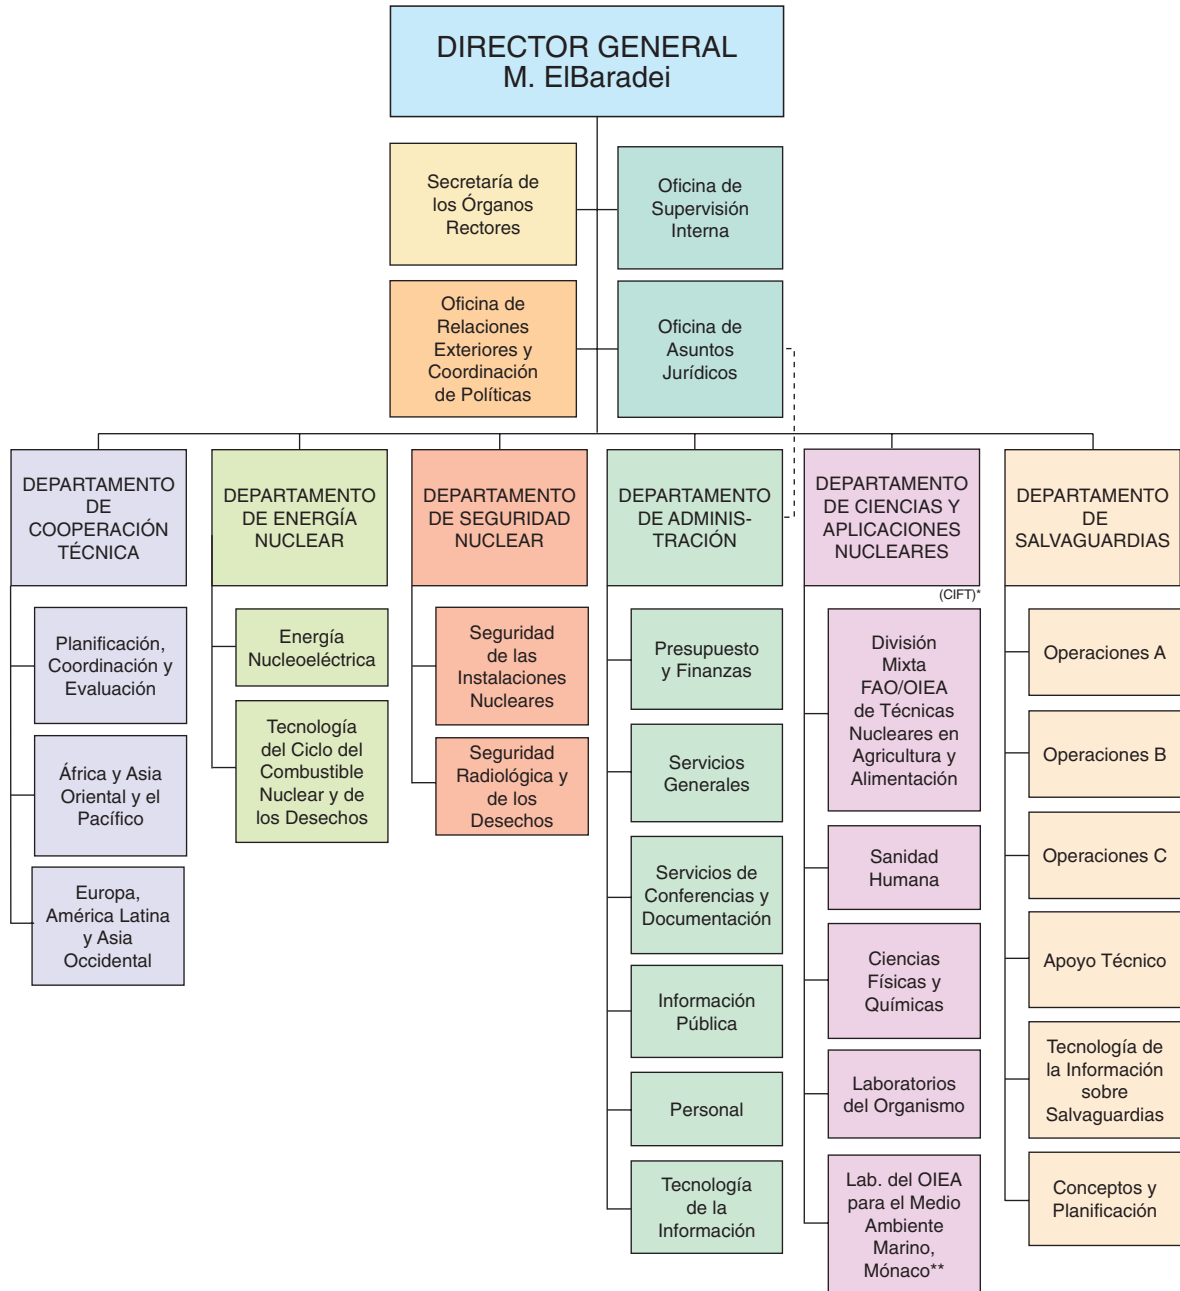 DIRECTOR GENERAL
M. ElBaradei
Secretaría de
los Órganos
Rectores
Oficina de
Supervisión
Interna
Oficina de
Relaciones
Exteriores y
Coordinación
de Políticas
Oficina de
Asuntos
Jurídicos
DEPARTAMENTO
DE
COOPERACIÓN
TÉCNICA
Planificación,
Coordinación y
Evaluación
África y Asia
Oriental y el
Pacífico
Europa,
América Latina
y Asia
Occidental
DEPARTAMENTO
DE ENERGÍA
NUCLEAR
Energía
Nucleoeléctrica
Tecnología
del Ciclo del
Combustible
Nuclear y de
los Desechos
DEPARTAMENTO
DE SEGURIDAD
NUCLEAR
Seguridad
de las
Instalaciones
Nucleares
Seguridad
Radiológica y
de los
Desechos
DEPARTAMENTO
DE ADMINIS-
TRACIÓN
Presupuesto
y Finanzas
Servicios
Generales
Servicios de
Conferencias y
Documentación
Información
Pública
Personal
Tecnología
de la
Información
DEPARTAMENTO
DE CIENCIAS Y
APLICACIONES
NUCLEARES
(CIFT)*
División
Mixta
FAO/OIEA
de Técnicas
Nucleares en
Agricultura y
Alimentación
Sanidad
Humana
Ciencias
Físicas y
Químicas
Laboratorios
del Organismo
Lab. del OIEA
para el Medio
Ambiente
Marino,
Mónaco**
DEPARTAMENTO
DE
SALVAGUARDIAS
Operaciones A
Operaciones B
Operaciones C
Apoyo Técnico
Tecnología de
la Información
sobre
Salvaguardias
Conceptos y
Planificación